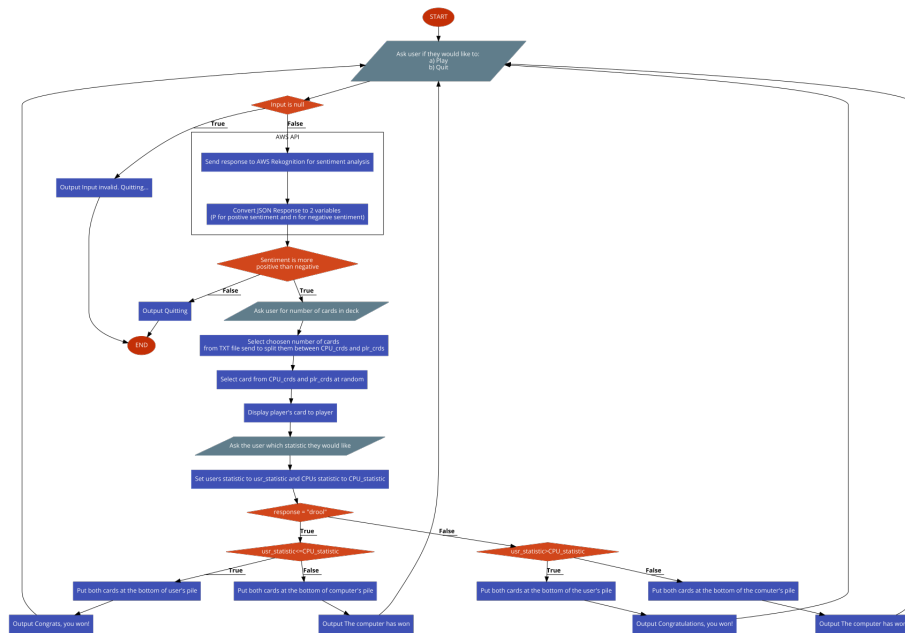 START
Ask user if they would like to:
a) Play
b) Quit
Input is null
True
False
AWS API
Send response to AWS Rekognition for sentiment analysis
Output Input invalid. Quitting...
Convert JSON Response to 2 variables
(P for postive sentiment and n for negative sentiment)
Sentiment is more
positive than negative
False
True
Output Quitting
Ask user for number of cards in deck
END
Select choosen number of cards
from TXT file send to split them between CPU_crds and plr_crds
Select card from CPU_crds and plr_crds at random
Display player's card to player
Ask the user which statistic they would like
Set users statistic to usr_statistic and CPUs statistic to CPU_statistic
response = "drool"
True
False
usr_statistic<=CPU_statistic
usr_statistic>CPU_statistic
True
False
True
False
Put both cards at the bottom of user's pile
Put both cards at the bottom of computer's pile
Put both cards at the bottom of the user's pile
Put both cards at the bottom of the comuter's pile
Output Congrats, you won!
Output The computer has won
Output Congratulations, you won!
Output The computer has won